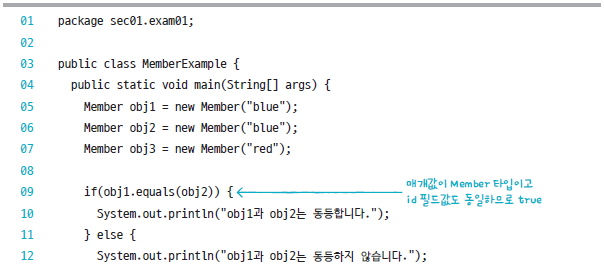 01 package sec01.exam01;
02
03 public class MemberExample {
04 public static void main(String[] args) {
05 Member obj1 = new Member("blue");
06 Member obj2 = new Member("blue");
07 Member obj3 = new Member("red");
08
09 if(obj1.equals(obj2)) {
매개값이 Member 타입이고
id 필드값도 동일하므로 true
10 System.out.println("obj1과 obj2는 동등합니다.");
11 } else {
12 System.out.println("obj1과 obj2는 동등하지 않습니다.");